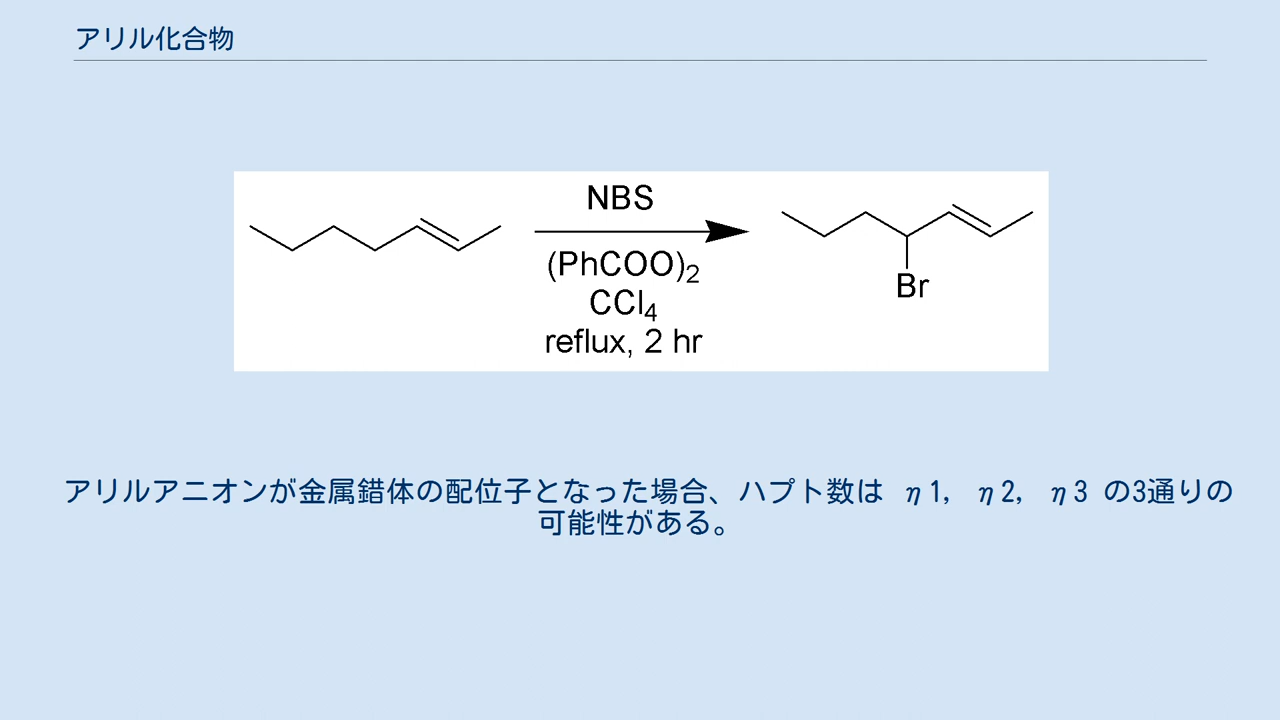 アリル化合物
NBS
(PhCOO)2
CCl4
reflux, 2 hr
Br
アリルアニオンが金属錯体の配位子となった場合、ハプト数は η1, η2, η3 の3通りの
可能性がある。